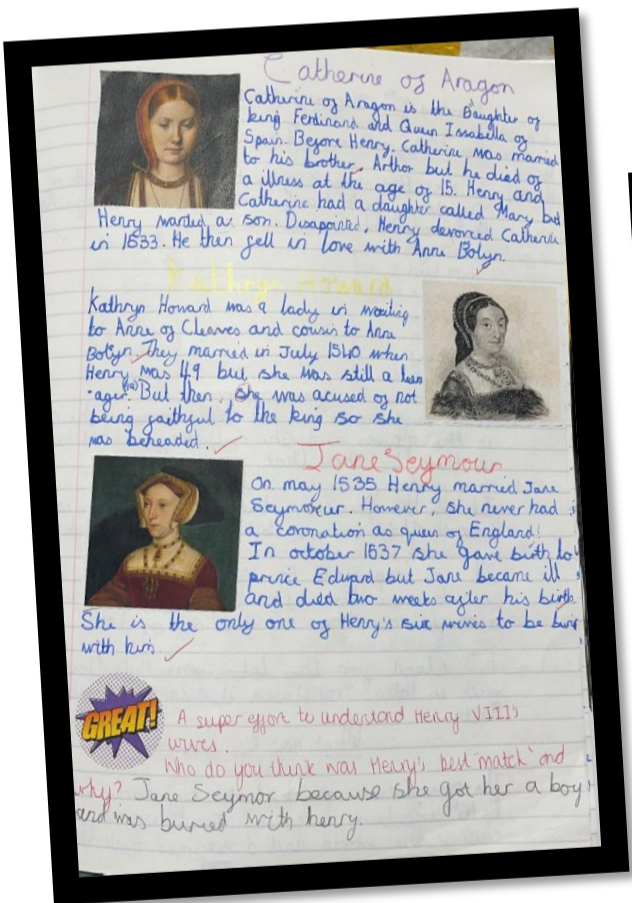 Catherine of Aragon
Catherine of Aragon is the Daughter of
king Ferdinand and Queen Issabella of
Spain. Before Henry, Catherine was married
to his brother, Arthor but he died of
a illness at the age of 15. Henry and
Catherine had a daughter called Mary but
Henry wanted a son. Disapointed, Henry devorced Catherine
in 1533. He then fell in love with Anne Bolyn.
Kathryn Howard
Kathryn Howard was a lady in waiting
to Anne of Cleaves and cousin to Anne
Bolyn. They married in July 1540 when
Henry was 49 but she was still a teen
-ager. But then, she was acused of not
being faithful to the king so she
was beheaded.
Jane Seymour
On may 1535 Henry married Jane
Seymour. However, she never had
a coronation as queen of England!
In october 1537 she gave birth to
prince Edward but Jane became ill
and died two weeks after his birth.
She is the only one of Henry's six wives to be
with him.
GREAT!
A super effort to understand Henry VIII's
wives.
Who do you think was Henry's best 'match' and
why? Jane Seymor because she got her a boy
and was buried with henry.